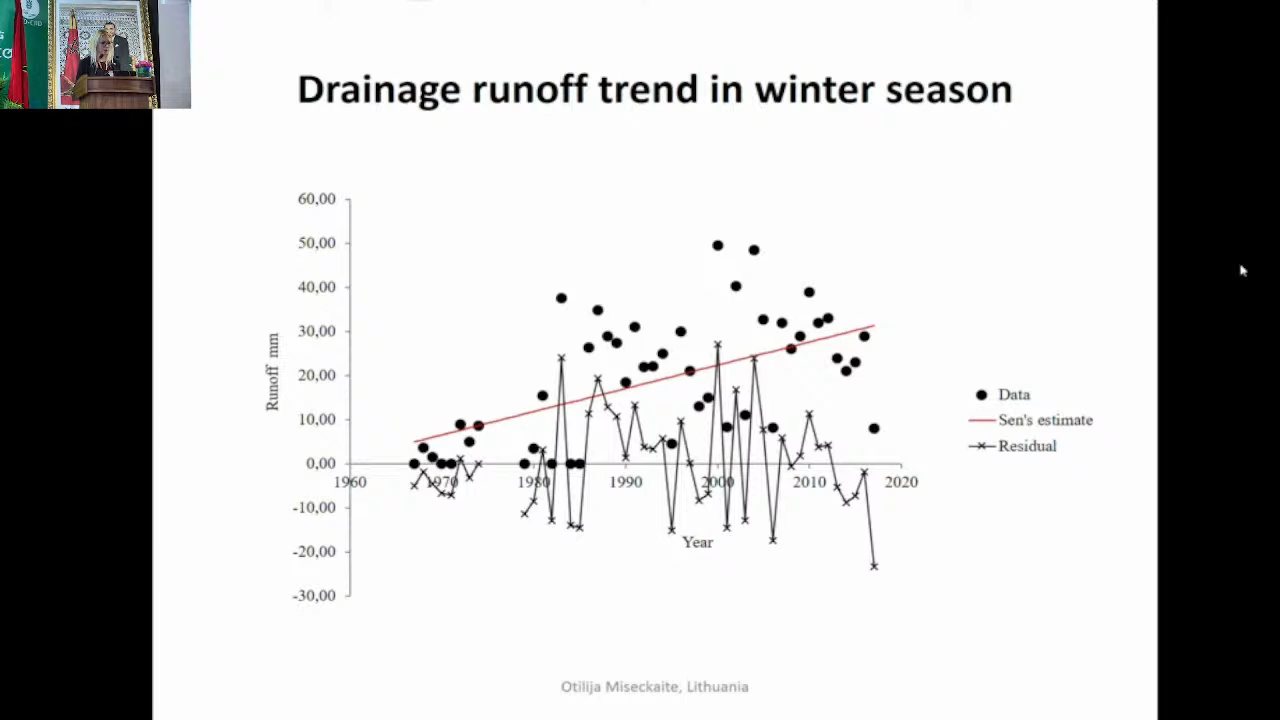 Drainage runoff trend in winter season
60,00
50,00
40,00
30,00
20,00
10,00
0,00
-10,00
-20,00
-30,00
Runoff mm
1960 1970 1980 1990 2000 2010 2020
Year
Data
Sen's estimate
Residual
Otilija Miseckaite, Lithuania